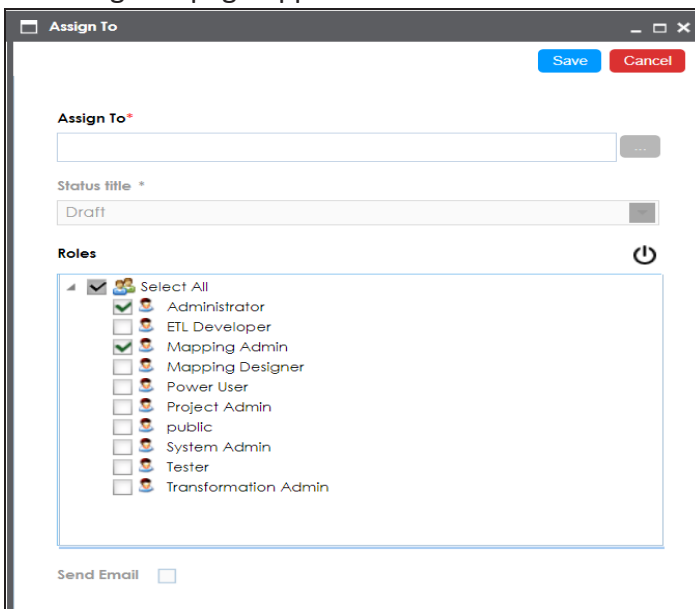 Assign To
Save Cancel
Assign To*
...
Status title *
Draft
Roles
Select All
Administrator
ETL Developer
Mapping Admin
Mapping Designer
Power User
Project Admin
public
System Admin
Tester
Transformation Admin
Send Email